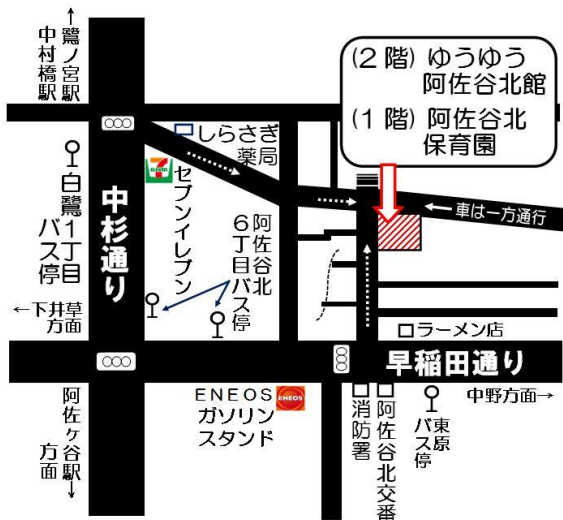 鷺ノ宮駅
中村橋駅
(2階) ゆうゆう
阿佐谷北館
(1階) 阿佐谷北
保育園
しらさぎ
薬局
白鷺1丁目
バス停
中杉通り
セブンイレブン
阿佐谷北
6丁目バス停
←車は一方通行
←下井草
方面
ラーメン店
早稲田通り
中野方面→
ENEOS
ガソリン
スタンド
ENEOS
消防署
阿佐谷北交番
東原
バス停
阿佐ヶ谷駅
方面